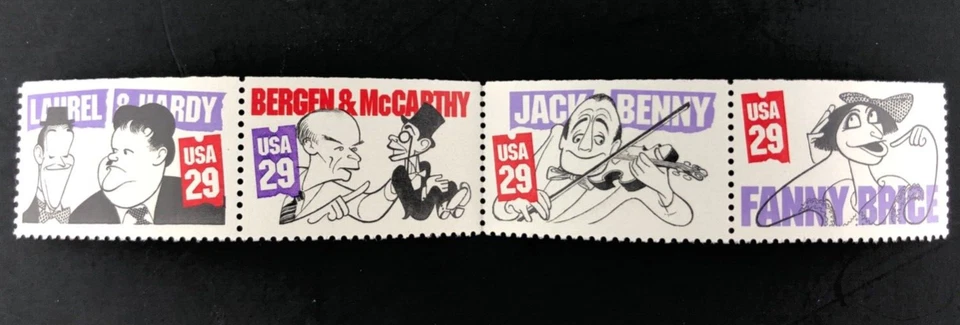 LAUREL & HARDY
USA
29
BERGEN & McCARTHY
USA
29
JACK BENNY
USA
29
USA
29
FANNY BRICE